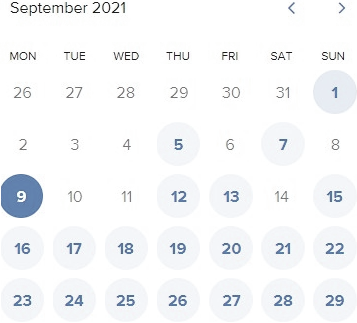 September 2021
MON TUE WED THU FRI SAT SUN
26 27 28 29 30 31 1
2 3 4 5 6 7 8
9 10 11 12 13 14 15
16 17 18 19 20 21 22
23 24 25 26 27 28 29